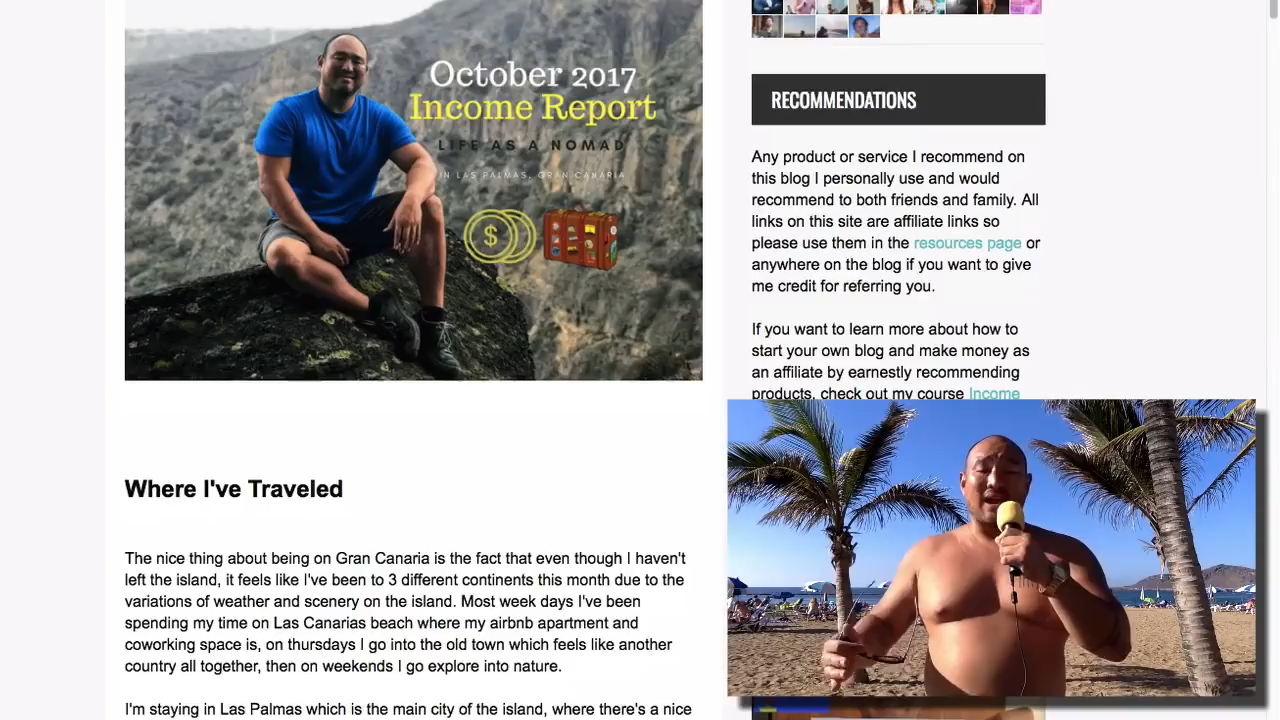 October 2017
Income Report
LIFE AS A NOMAD
IN LAS PALMAS, GRAN CANARIA
$
Where I've Traveled
The nice thing about being on Gran Canaria is the fact that even though I haven't
left the island, it feels like I've been to 3 different continents this month due to the
variations of weather and scenery on the island. Most week days I've been
spending my time on Las Canarias beach where my airbnb apartment and
coworking space is, on thursdays I go into the old town which feels like another
country all together, then on weekends I go explore into nature.
I'm staying in Las Palmas which is the main city of the island, where there's a nice
RECOMMENDATIONS
Any product or service I recommend on
this blog I personally use and would
recommend to both friends and family. All
links on this site are affiliate links so
please use them in the resources page or
anywhere on the blog if you want to give
me credit for referring you.
If you want to learn more about how to
start your own blog and make money as
an affiliate by earnestly recommending
products, check out my course Income